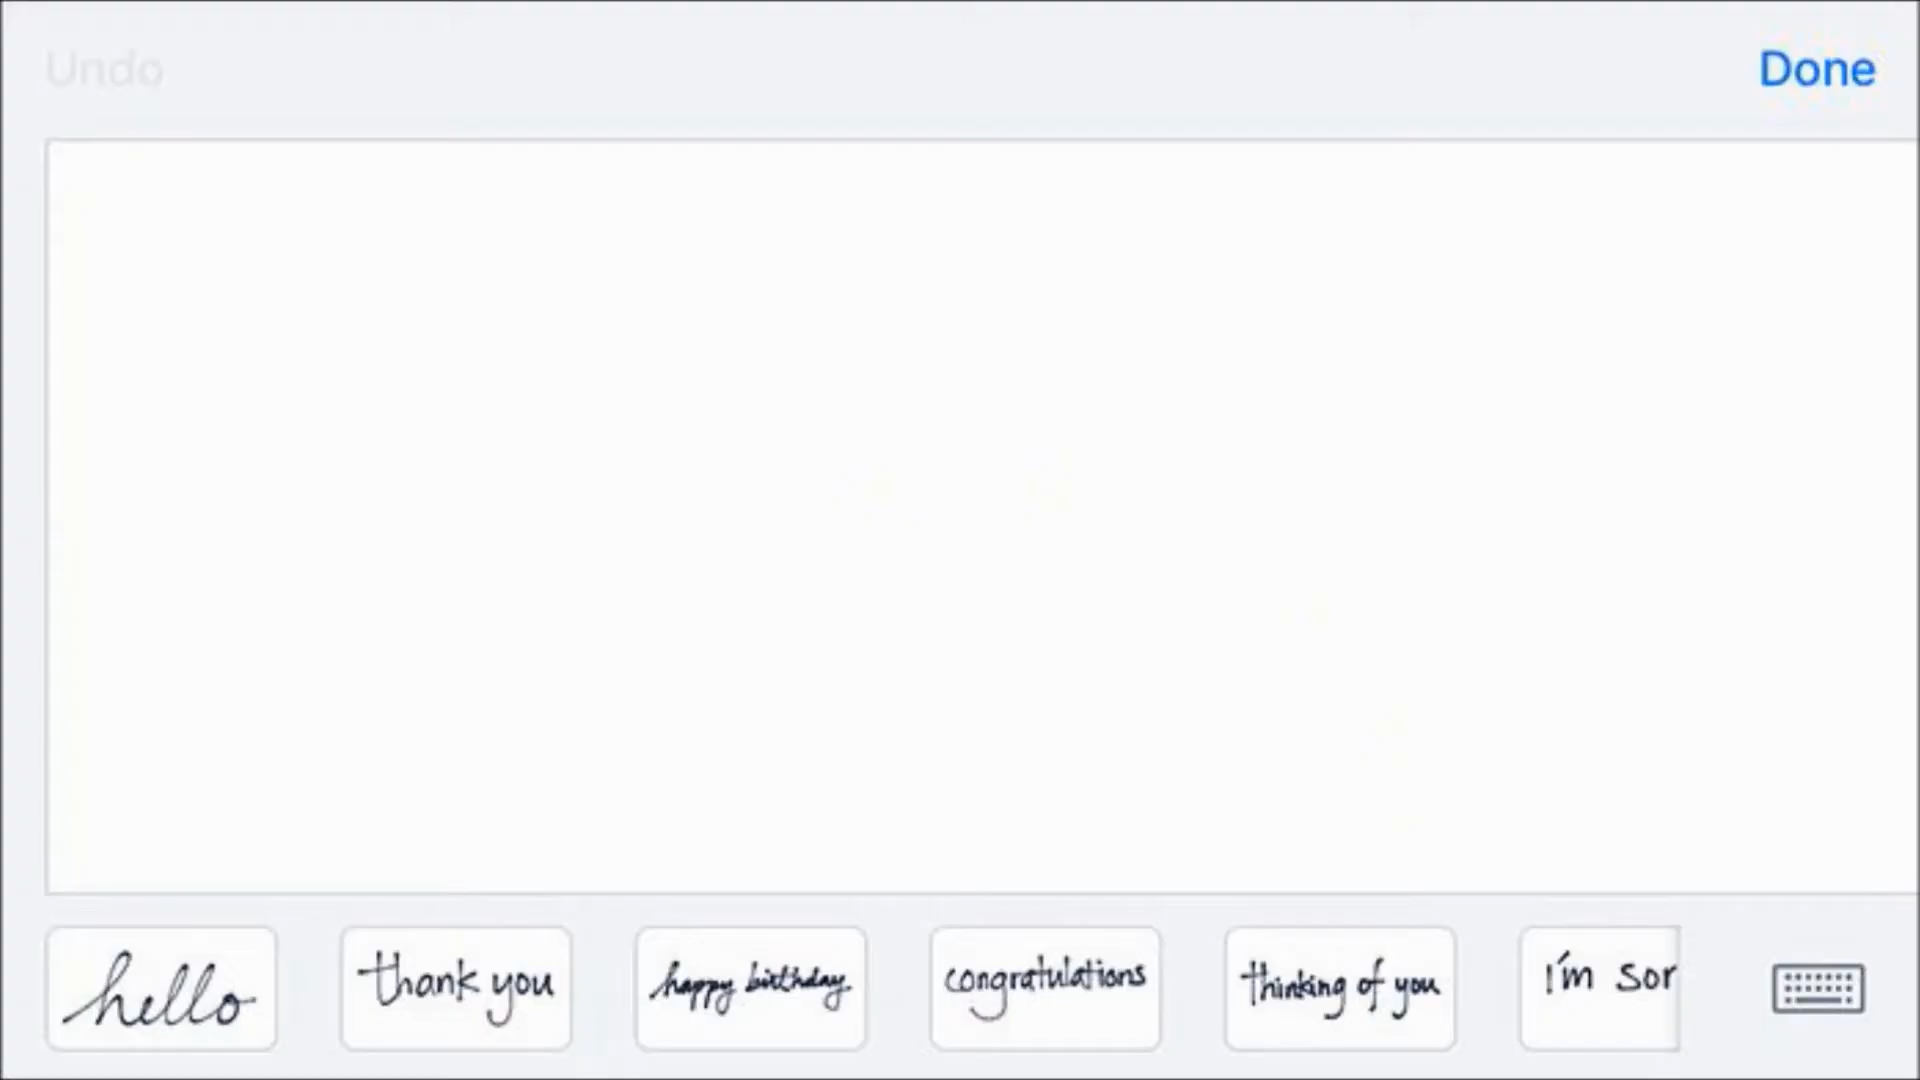 Undo
Done
hello
thank you
happy birthday
congratulations
thinking of you
I'm sor